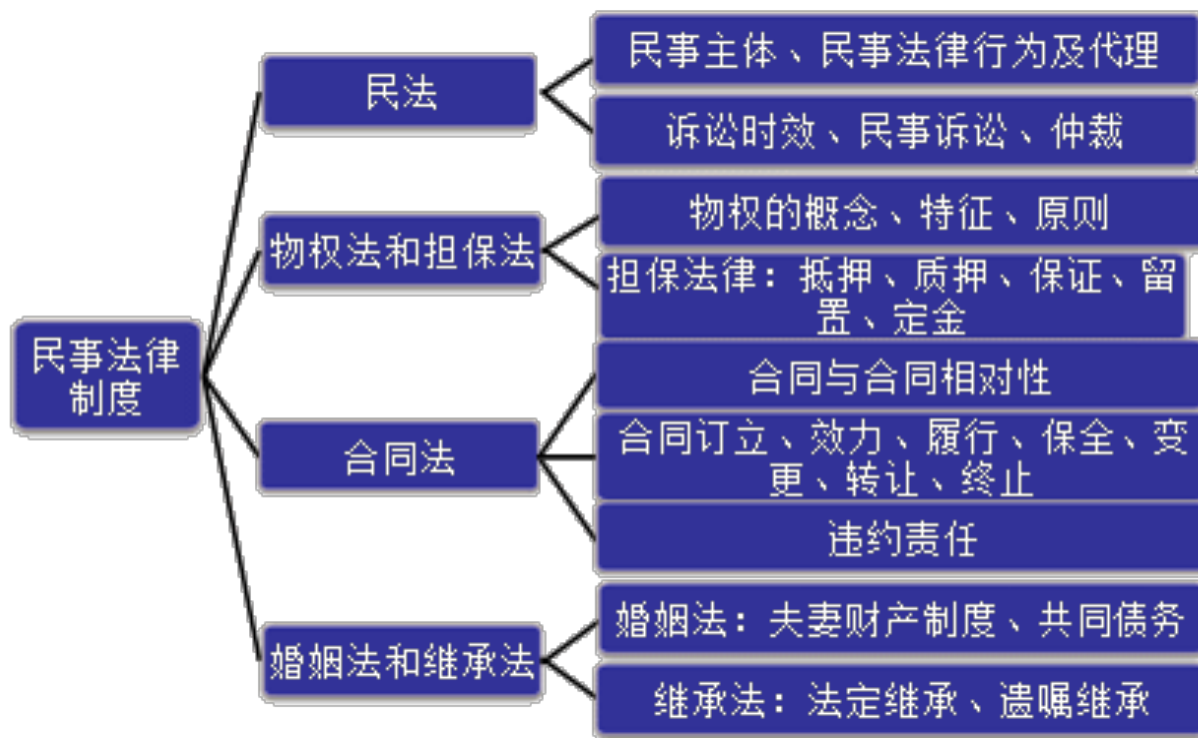 民事法律
制度
民法
民事主体、民事法律行为及代理
诉讼时效、民事诉讼、仲裁
物权法和担保法
物权的概念、特征、原则
担保法律：抵押、质押、保证、留
置、定金
合同法
合同与合同相对性
合同订立、效力、履行、保全、变
更、转让、终止
违约责任
婚姻法和继承法
婚姻法：夫妻财产制度、共同债务
继承法：法定继承、遗嘱继承